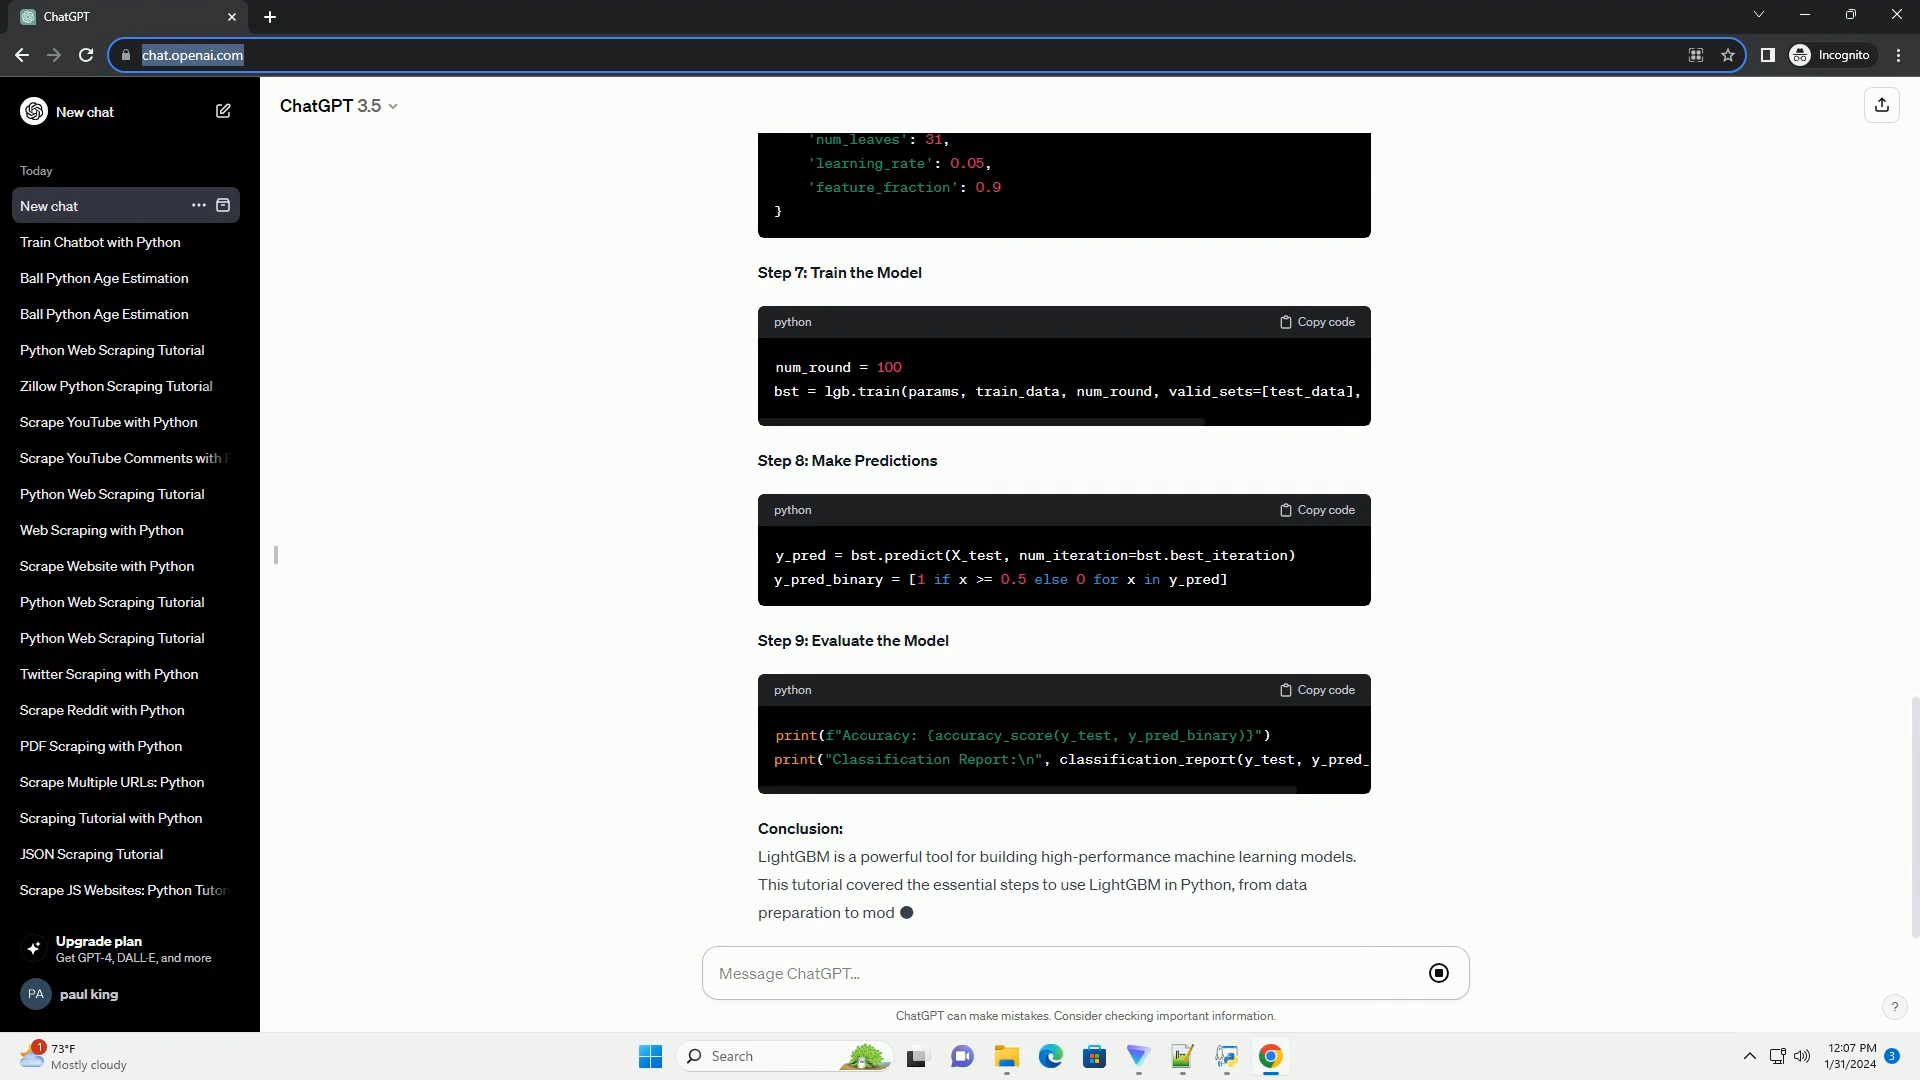 ChatGPT
chat.openai.com
Incognito
New chat
Today
New chat
Train Chatbot with Python
Ball Python Age Estimation
Ball Python Age Estimation
Python Web Scraping Tutorial
Zillow Python Scraping Tutorial
Scrape YouTube with Python
Scrape YouTube Comments with
Python Web Scraping Tutorial
Web Scraping with Python
Scrape Website with Python
Python Web Scraping Tutorial
Python Web Scraping Tutorial
Twitter Scraping with Python
Scrape Reddit with Python
PDF Scraping with Python
Scrape Multiple URLs: Python
Scraping Tutorial with Python
JSON Scraping Tutorial
Scrape JS Websites: Python Tutor
Upgrade plan
Get GPT-4, DALL·E, and more
PA paul king
ChatGPT 3.5
'num_leaves': 31,
'learning_rate': 0.05,
'feature_fraction': 0.9
}
Step 7: Train the Model
python Copy code
num_round = 100
bst = lgb.train(params, train_data, num_round, valid_sets=[test_data],
Step 8: Make Predictions
python Copy code
y_pred = bst.predict(X_test, num_iteration=bst.best_iteration)
y_pred_binary = [1 if x >= 0.5 else 0 for x in y_pred]
Step 9: Evaluate the Model
python Copy code
print(f"Accuracy: {accuracy_score(y_test, y_pred_binary)}")
print("Classification Report:\n", classification_report(y_test, y_pred_
Conclusion:
LightGBM is a powerful tool for building high-performance machine learning models.
This tutorial covered the essential steps to use LightGBM in Python, from data
preparation to mod
Message ChatGPT...
ChatGPT can make mistakes. Consider checking important information.
?
1
73°F
Mostly cloudy
Search
12:07 PM
1/31/2024
3